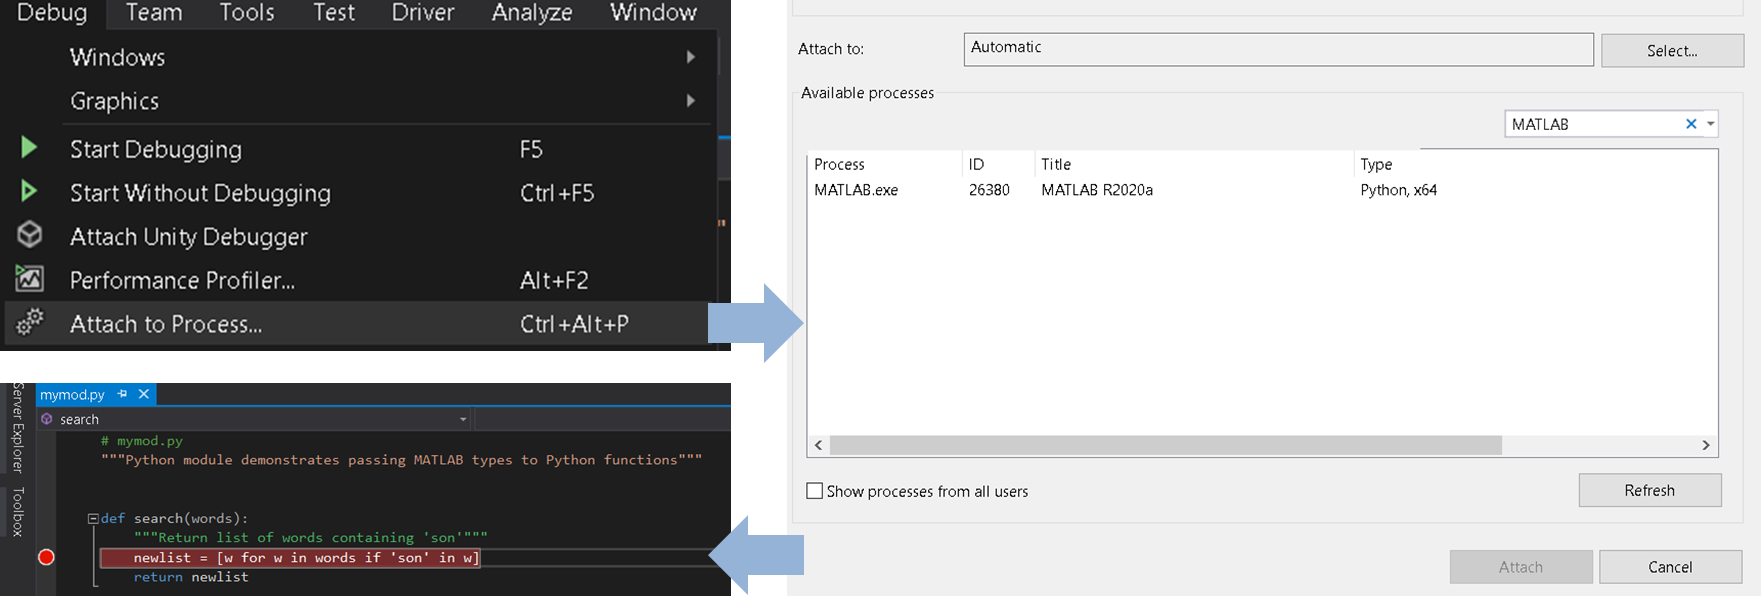 Debug Team Tools Test Driver Analyze Window
Windows
Graphics
Start Debugging F5
Start Without Debugging Ctrl+F5
Attach Unity Debugger
Performance Profiler... Alt+F2
Attach to Process... Ctrl+Alt+P
Attach to: Automatic Select...
Available processes
MATLAB
Process ID Title Type
MATLAB.exe 26380 MATLAB R2020a Python, x64
Show processes from all users
Refresh
Attach Cancel
Server Explorer
Toolbox
mymod.py
search
# mymod.py
"""Python module demonstrates passing MATLAB types to Python functions"""
def search(words):
"""Return list of words containing 'son'"""
newlist = [w for w in words if 'son' in w]
return newlist